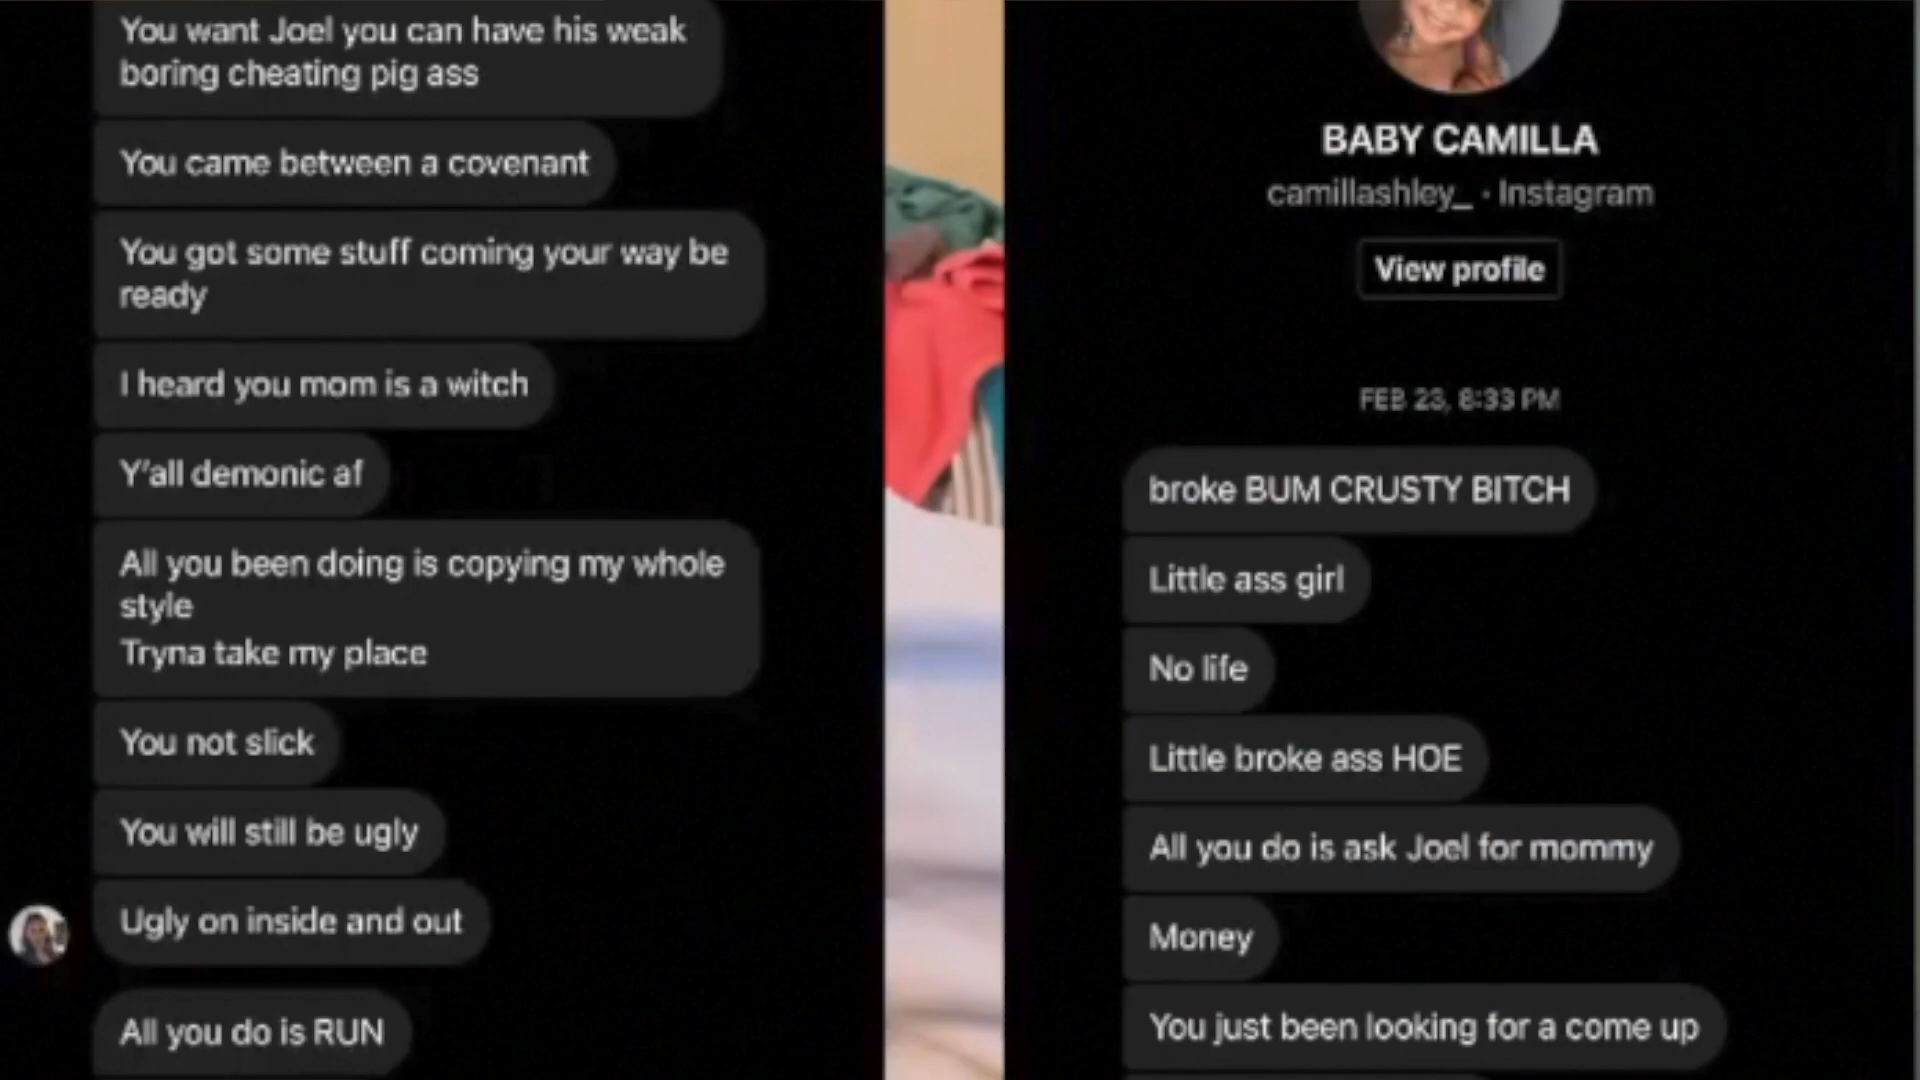 You want Joel you can have his weak
boring cheating pig ass
You came between a covenant
You got some stuff coming your way be
ready
I heard you mom is a witch
Y'all demonic af
All you been doing is copying my whole
style
Tryna take my place
You not slick
You will still be ugly
Ugly on inside and out
All you do is RUN
BABY CAMILLA
camillashley_ · Instagram
View profile
FEB 23, 8:33 PM
broke BUM CRUSTY BITCH
Little ass girl
No life
Little broke ass HOE
All you do is ask Joel for mommy
Money
You just been looking for a come up